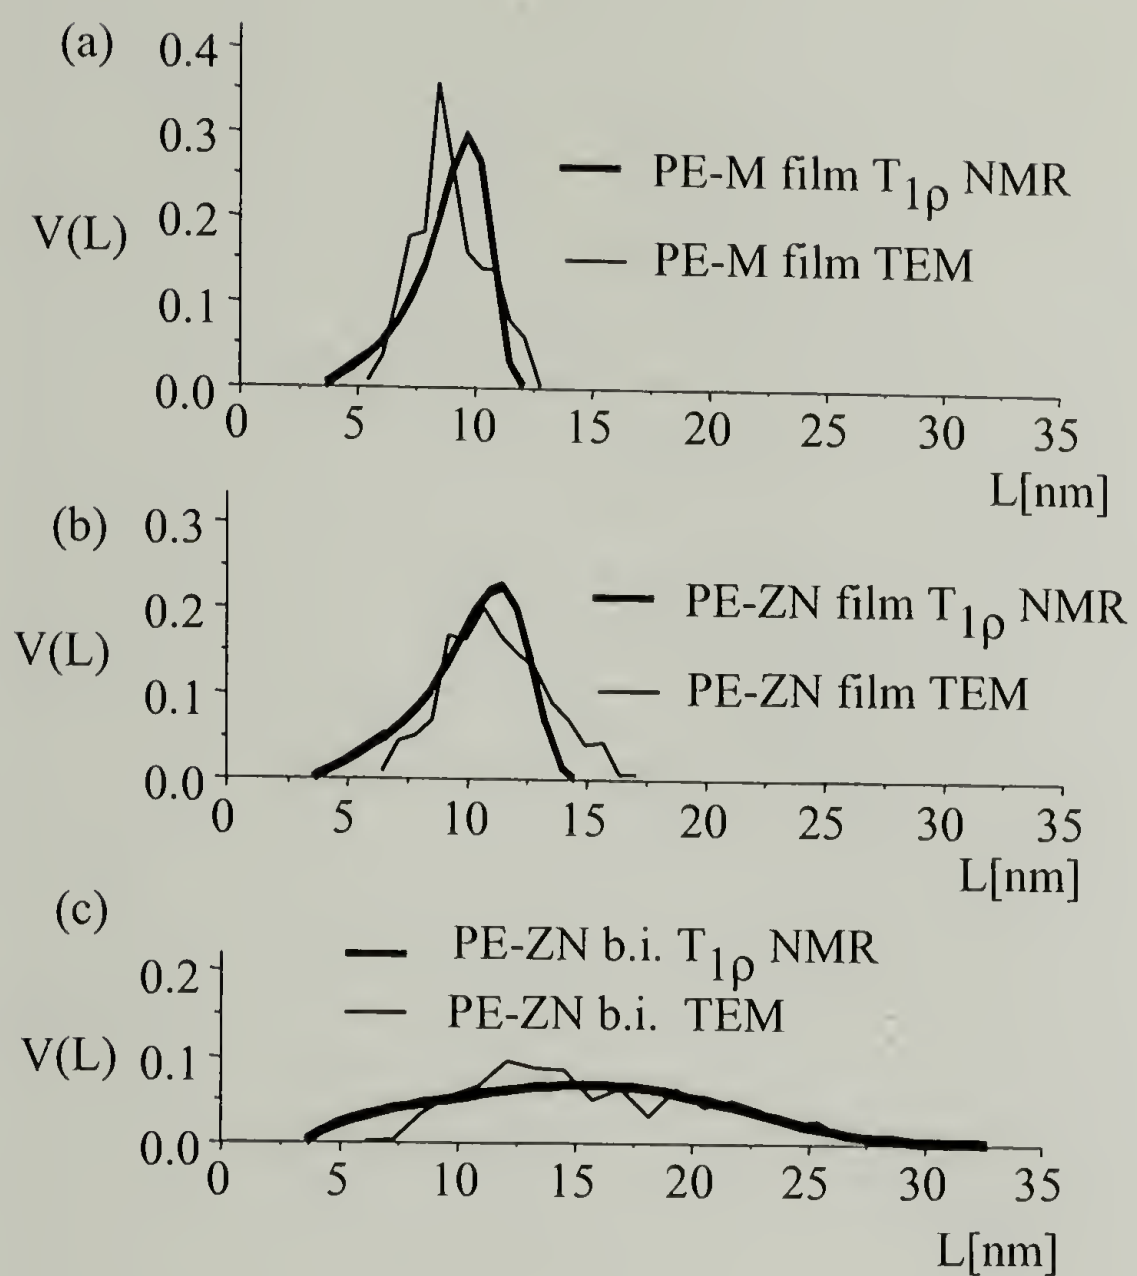 (a)
0.4
0.3
0.2
0.1
0.0
V(L)
PE-M film T1ρ NMR
PE-M film TEM
0 5 10 15 20 25 30 35
L[nm]
(b)
0.3
0.2
0.1
0.0
V(L)
PE-ZN film T1ρ NMR
PE-ZN film TEM
0 5 10 15 20 25 30 35
L[nm]
(c)
0.2
0.1
0.0
V(L)
PE-ZN b.i. T1ρ NMR
PE-ZN b.i. TEM
0 5 10 15 20 25 30 35
L[nm]